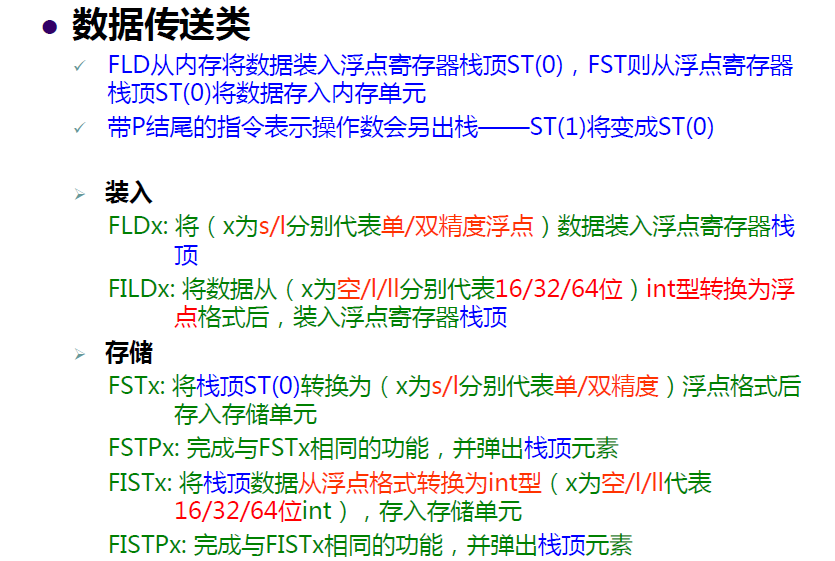 数据传送类
FLD从内存将数据装入浮点寄存器栈顶ST(0)，FST则从浮点寄存器
栈顶ST(0)将数据存入内存单元
带P结尾的指令表示操作数会另出栈——ST(1)将变成ST(0)
装入
FLDx: 将（x为s/l分别代表单/双精度浮点）数据装入浮点寄存器栈
顶
FILDx: 将数据从（x为空/l/ll分别代表16/32/64位）int型转换为浮
点格式后，装入浮点寄存器栈顶
存储
FSTx: 将栈顶ST(0)转换为（x为s/l分别代表单/双精度）浮点格式后
存入存储单元
FSTPx: 完成与FSTx相同的功能，并弹出栈顶元素
FISTx: 将栈顶数据从浮点格式转换为int型（x为空/l/ll代表
16/32/64位int），存入存储单元
FISTPx: 完成与FISTx相同的功能，并弹出栈顶元素